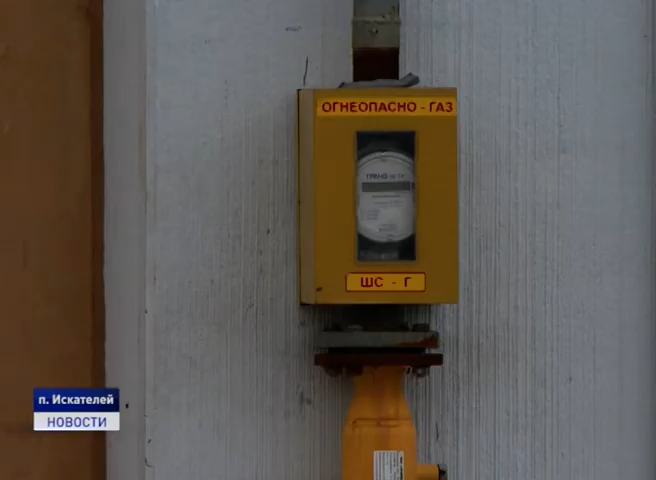 ОГНЕОПАСНО - ГАЗ
ШС - Г
п. Искателей
НОВОСТИ